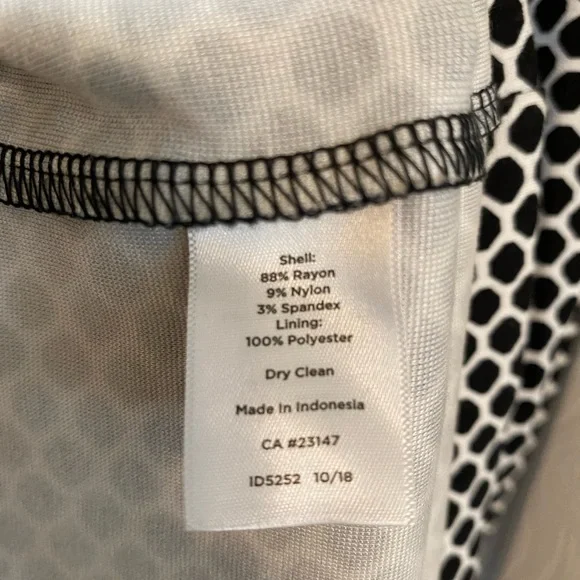 Shell:
88% Rayon
9% Nylon
3% Spandex
Lining:
100% Polyester
Dry Clean
Made In Indonesia
CA #23147
ID5252 10/18